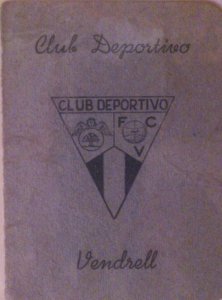 Club Deportivo
CLUB DEPORTIVO
F C
V
Vendrell